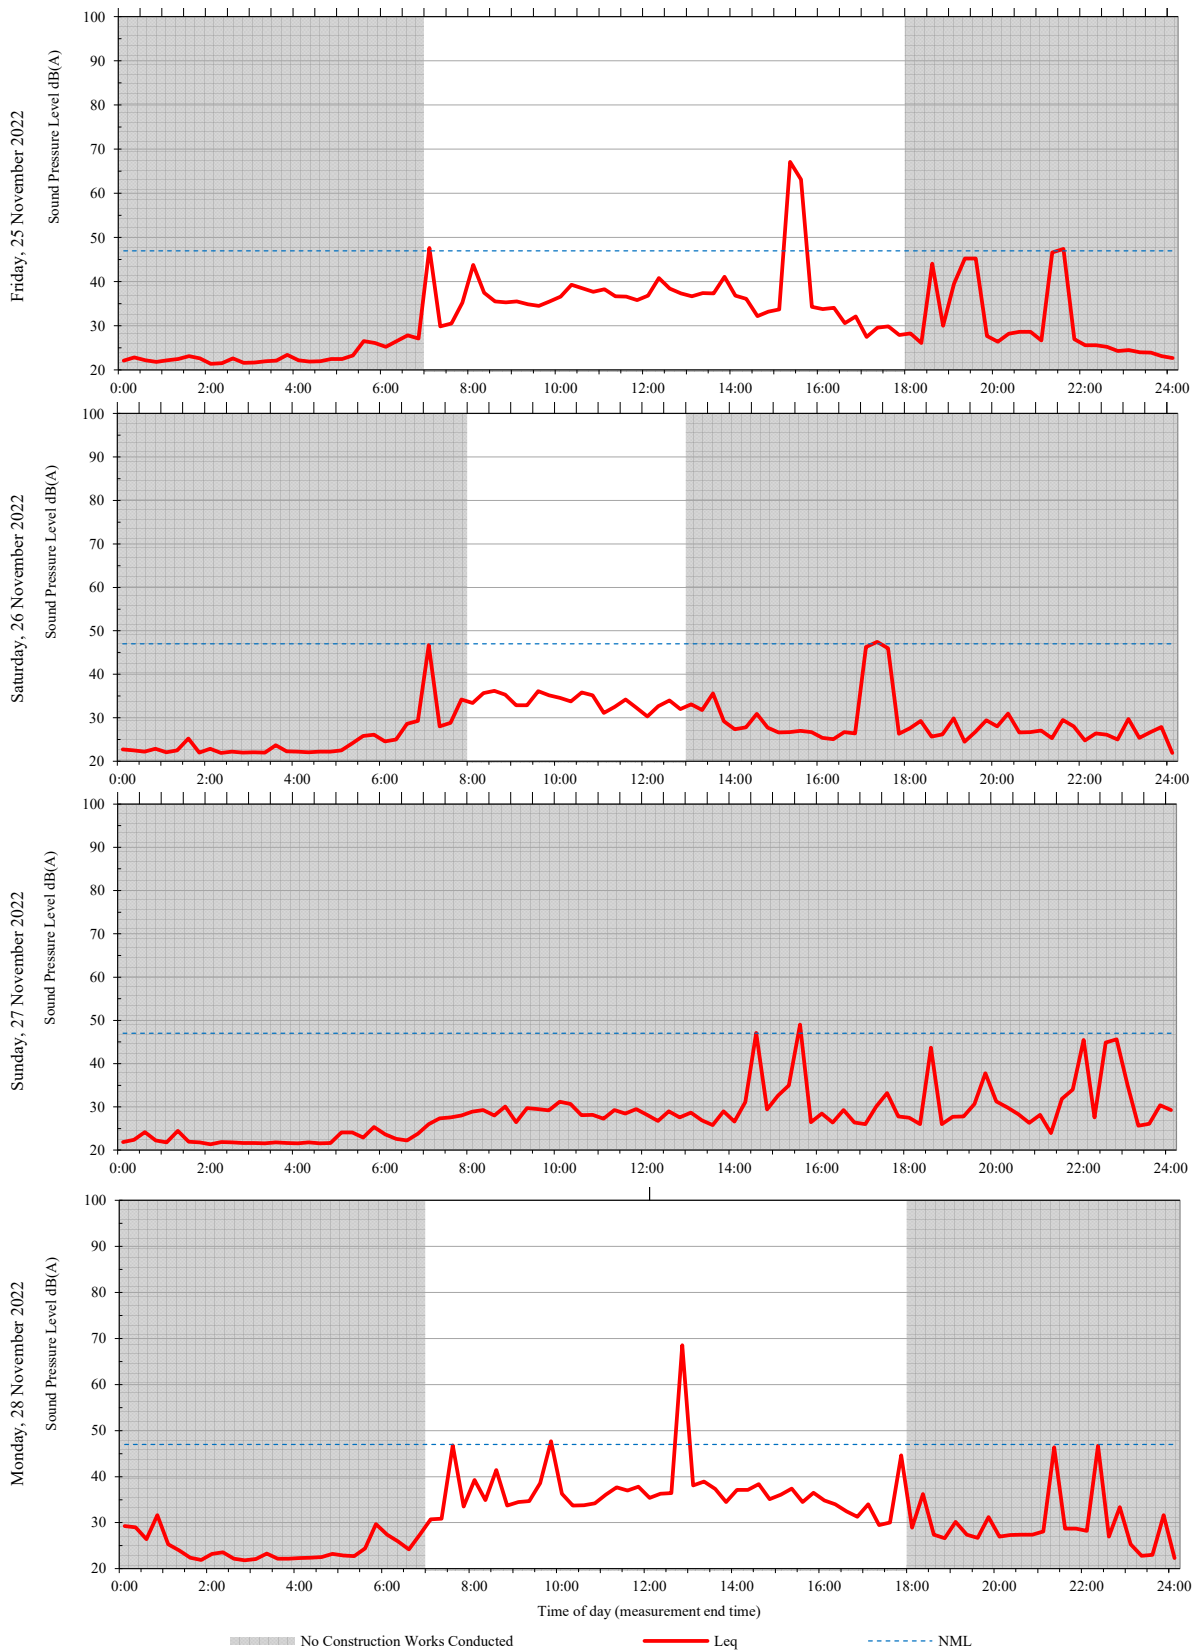 Friday, 25 November 2022
Sound Pressure Level dB(A)
100
90
80
70
60
50
40
30
20
0:00 2:00 4:00 6:00 8:00 10:00 12:00 14:00 16:00 18:00 20:00 22:00 24:00
Saturday, 26 November 2022
Sound Pressure Level dB(A)
100
90
80
70
60
50
40
30
20
0:00 2:00 4:00 6:00 8:00 10:00 12:00 14:00 16:00 18:00 20:00 22:00 24:00
Sunday, 27 November 2022
Sound Pressure Level dB(A)
100
90
80
70
60
50
40
30
20
0:00 2:00 4:00 6:00 8:00 10:00 12:00 14:00 16:00 18:00 20:00 22:00 24:00
Monday, 28 November 2022
Sound Pressure Level dB(A)
100
90
80
70
60
50
40
30
20
0:00 2:00 4:00 6:00 8:00 10:00 12:00 14:00 16:00 18:00 20:00 22:00 24:00
Time of day (measurement end time)
No Construction Works Conducted Leq NML